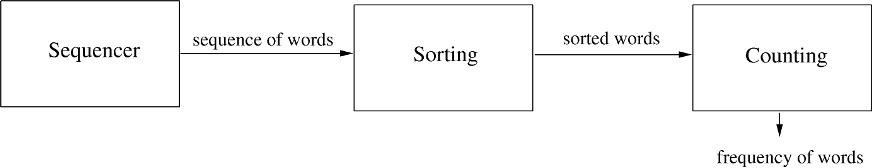 Sequencer
sequence of words
Sorting
sorted words
Counting
frequency of words